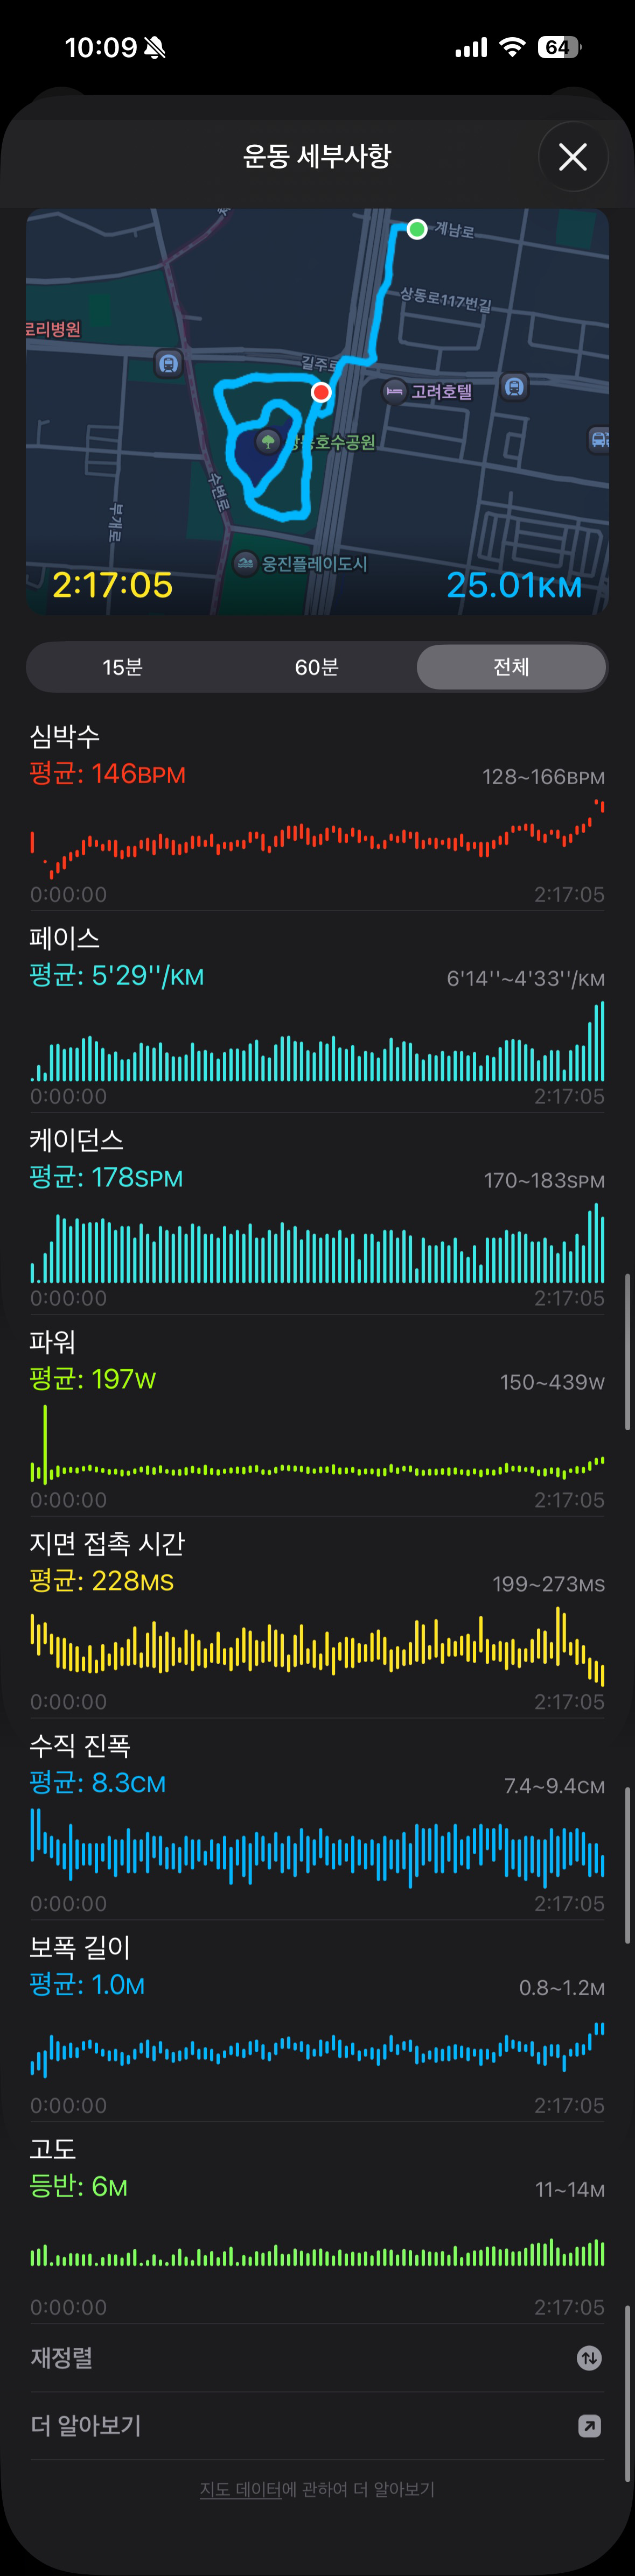 10:09
64
운동 세부사항
계남로
상동로117번길
로리병원
길주로
고려호텔
상동호수공원
수변로
부개로
웅진플레이도시
2:17:05
25.01KM
15분
60분
전체
심박수
평균: 146BPM
128~166BPM
0:00:00
2:17:05
페이스
평균: 5'29''/KM
6'14''~4'33''/KM
0:00:00
2:17:05
케이던스
평균: 178SPM
170~183SPM
0:00:00
2:17:05
파워
평균: 197W
150~439W
0:00:00
2:17:05
지면 접촉 시간
평균: 228MS
199~273MS
0:00:00
2:17:05
수직 진폭
평균: 8.3CM
7.4~9.4CM
0:00:00
2:17:05
보폭 길이
평균: 1.0M
0.8~1.2M
0:00:00
2:17:05
고도
등반: 6M
11~14M
0:00:00
2:17:05
재정렬
더 알아보기
지도 데이터에 관하여 더 알아보기